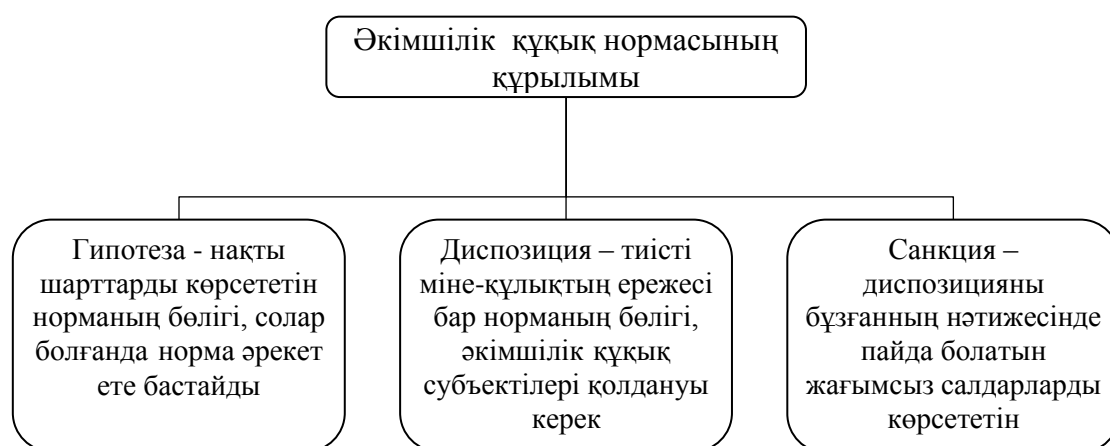 Әкімшілік құқық нормасының
құрылымы
Гипотеза - нақты
шарттарды көрсететін
норманың бөлігі, солар
болғанда норма әрекет
ете бастайды
Диспозиция – тиісті
міне-құлықтың ережесі
бар норманың бөлігі,
әкімшілік құқық
субъектілері қолдануы
керек
Санкция –
диспозицияны
бұзғанның нәтижесінде
пайда болатын
жағымсыз салдарларды
көрсететін